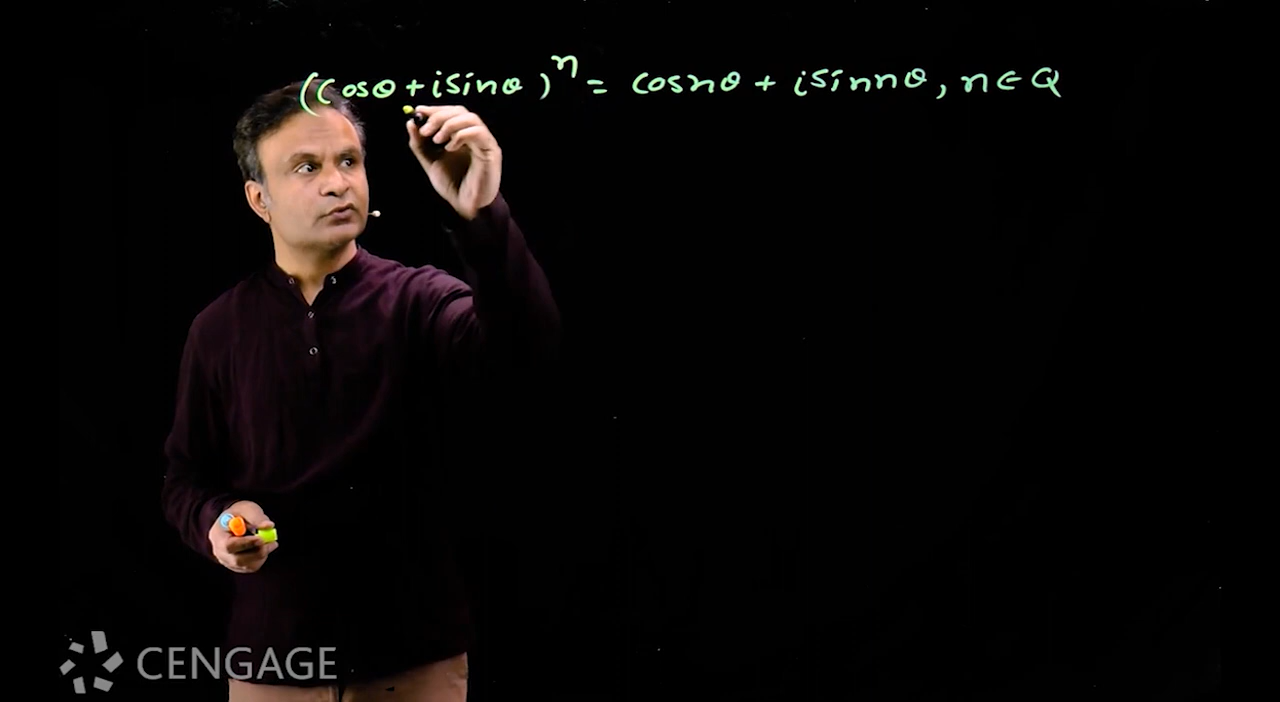 (cosθ + isinθ)ⁿ = cosnθ + isinnθ, n ∈ Q
CENGAGE